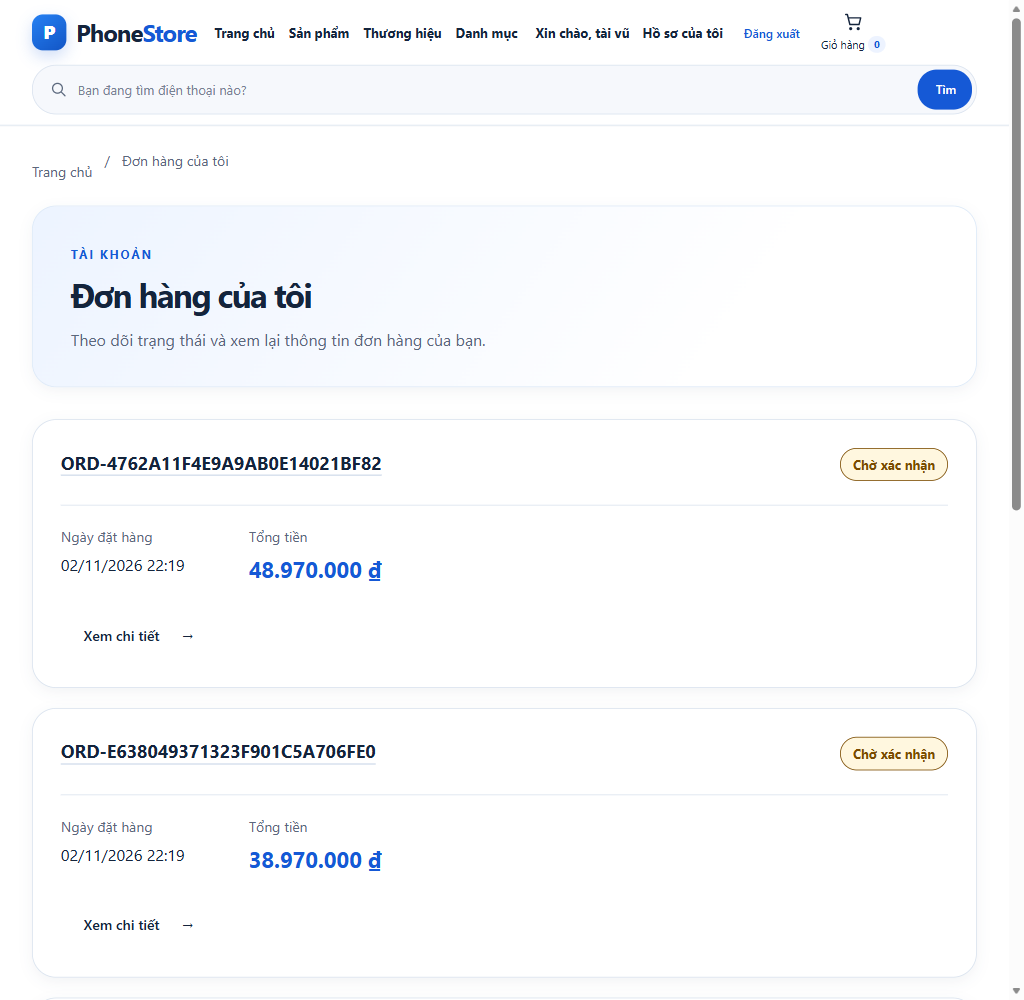 P PhoneStore Trang chủ Sản phẩm Thương hiệu Danh mục Xin chào, tài vũ Hồ sơ của tôi Đăng xuất Giỏ hàng 0
Bạn đang tìm điện thoại nào? Tìm
Trang chủ / Đơn hàng của tôi
TÀI KHOẢN
Đơn hàng của tôi
Theo dõi trạng thái và xem lại thông tin đơn hàng của bạn.
ORD-4762A11F4E9A9AB0E14021BF82 Chờ xác nhận
Ngày đặt hàng Tổng tiền
02/11/2026 22:19 48.970.000 ₫
Xem chi tiết →
ORD-E638049371323F901C5A706FE0 Chờ xác nhận
Ngày đặt hàng Tổng tiền
02/11/2026 22:19 38.970.000 ₫
Xem chi tiết →